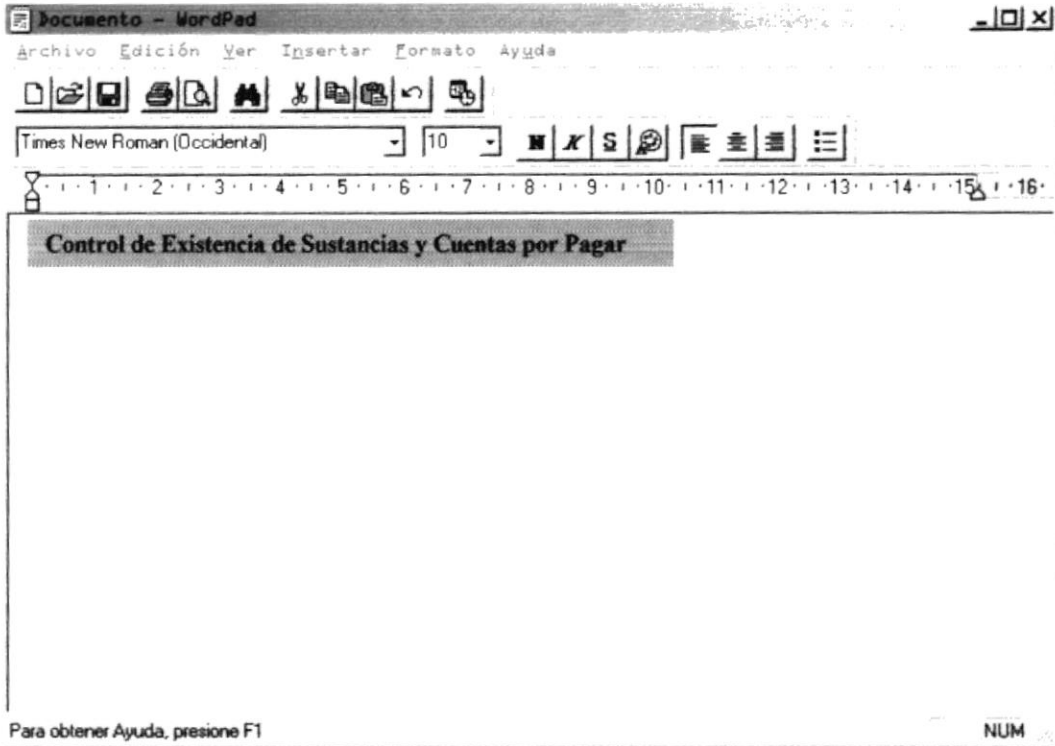 Documento - WordPad
Archivo Edición Ver Insertar Formato Ayuda
Times New Roman (Occidental) 10 N K S
1 2 3 4 5 6 7 8 9 10 11 12 13 14 15 16
Control de Existencia de Sustancias y Cuentas por Pagar
Para obtener Ayuda, presione F1 NUM